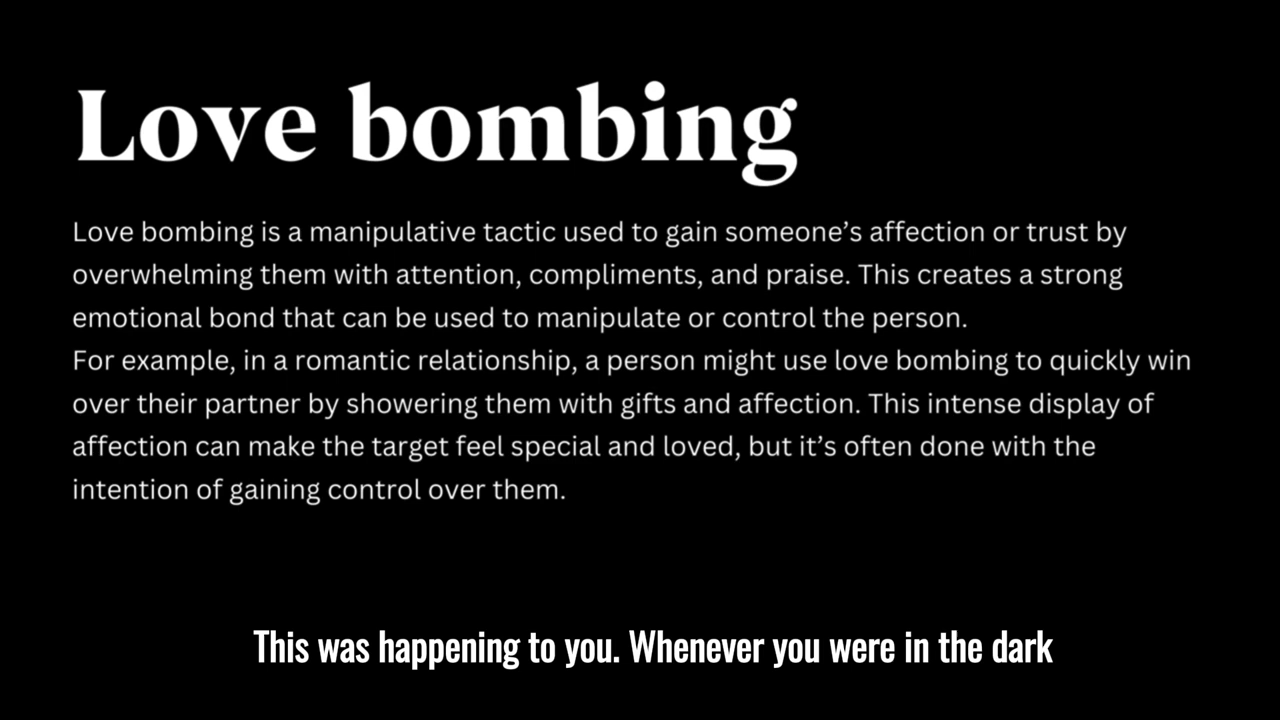 Love bombing
Love bombing is a manipulative tactic used to gain someone’s affection or trust by
overwhelming them with attention, compliments, and praise. This creates a strong
emotional bond that can be used to manipulate or control the person.
For example, in a romantic relationship, a person might use love bombing to quickly win
over their partner by showering them with gifts and affection. This intense display of
affection can make the target feel special and loved, but it’s often done with the
intention of gaining control over them.
This was happening to you. Whenever you were in the dark